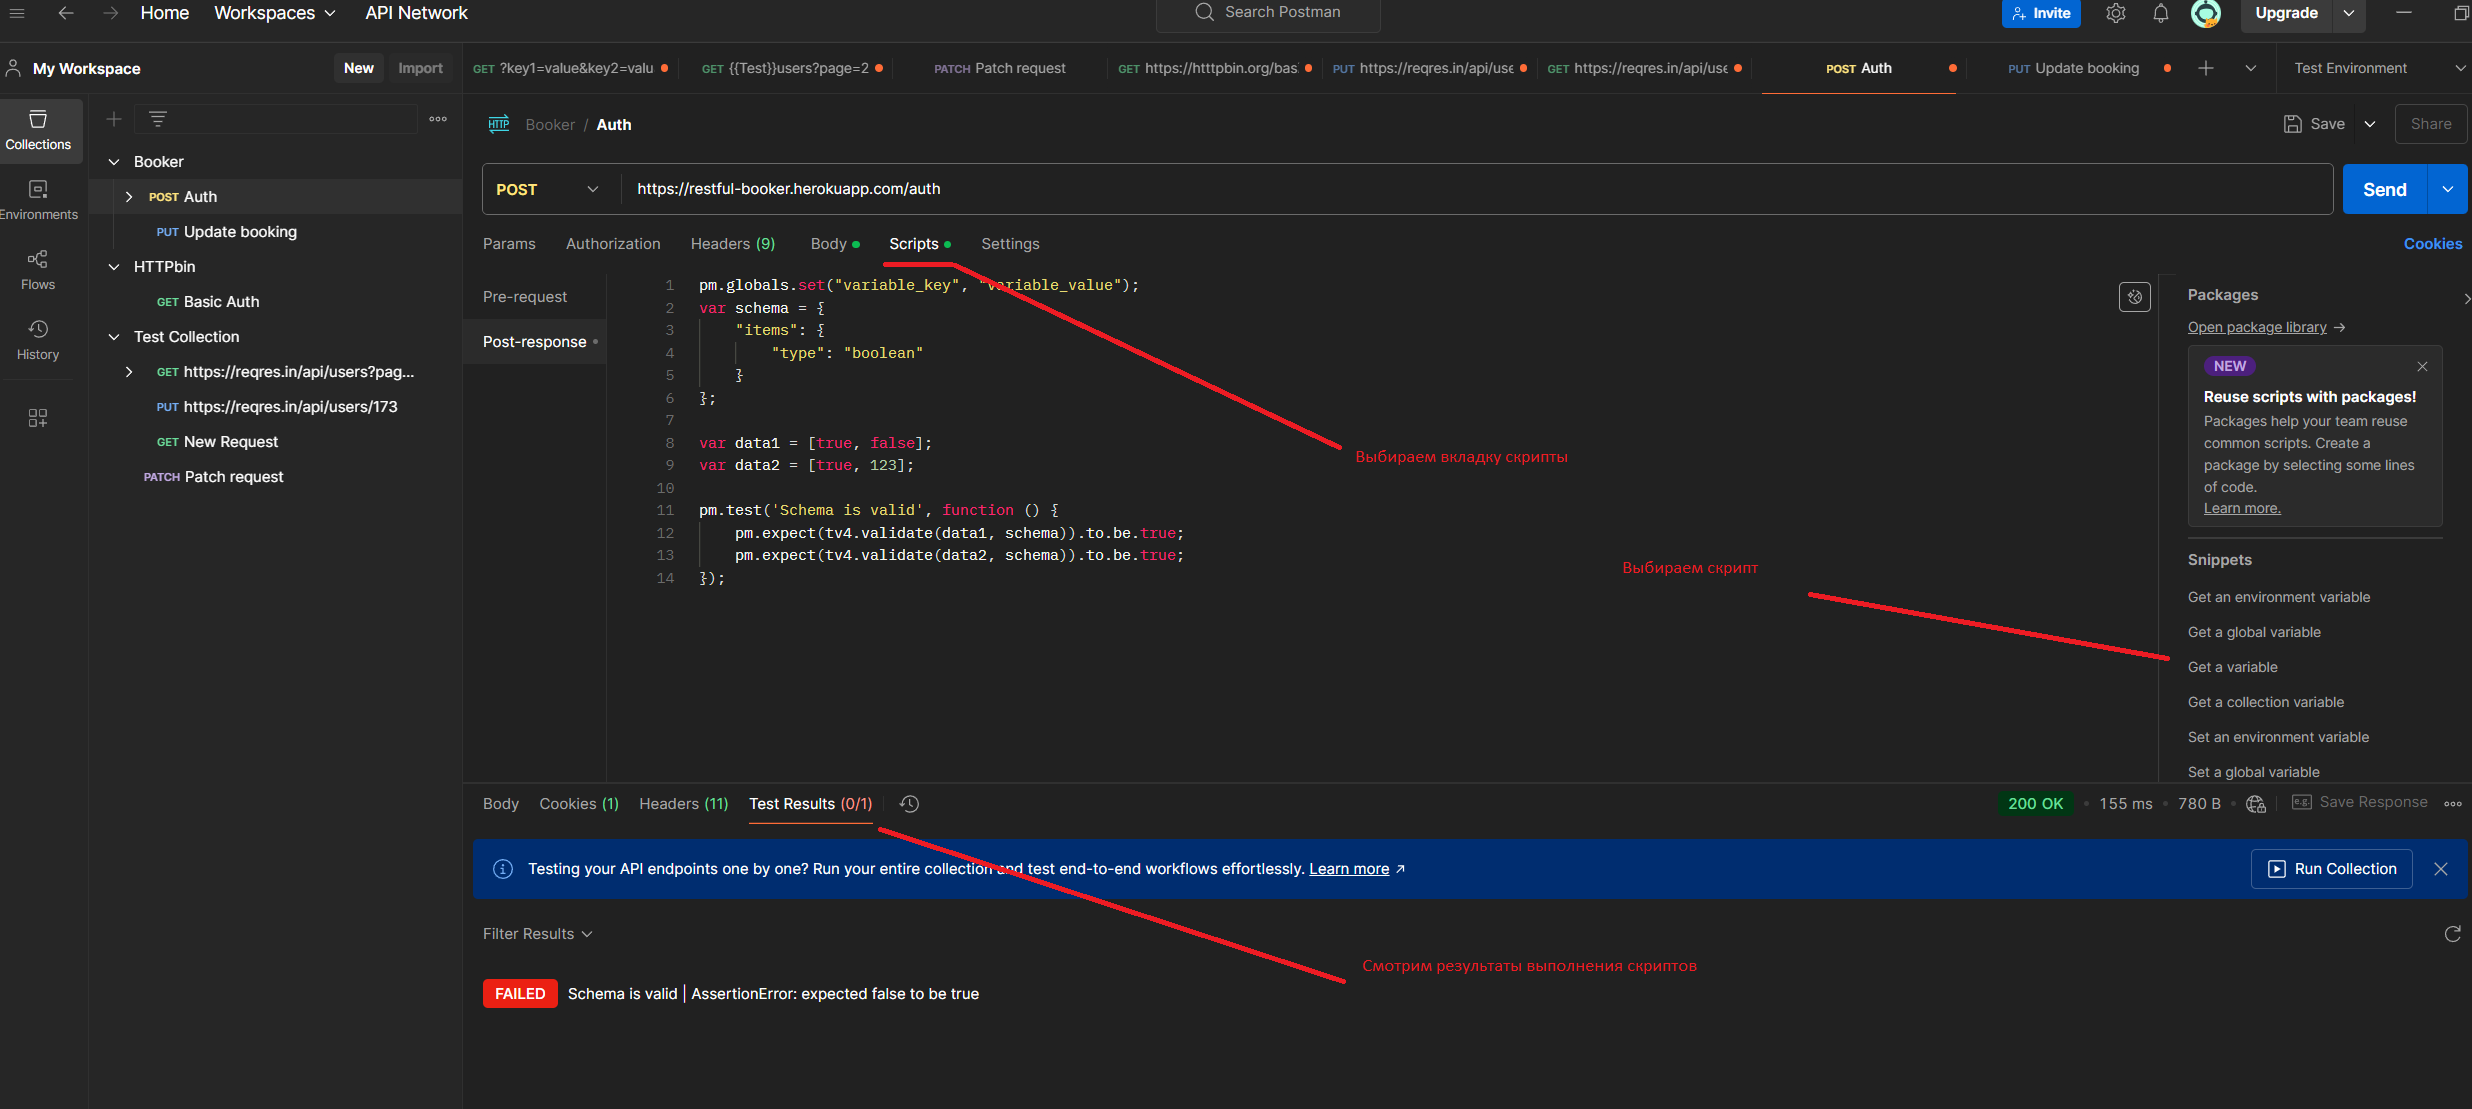 Home Workspaces API Network Search Postman Invite Upgrade
My Workspace New Import
GET ?key1=value&key2=valu GET {{Test}}users?page=2 PATCH Patch request GET https://htttpbin.org/bas PUT https://reqres.in/api/use GET https://reqres.in/api/use POST Auth PUT Update booking Test Environment
Collections
Environments
Flows
History
Booker
POST Auth
PUT Update booking
HTTPbin
GET Basic Auth
Test Collection
GET https://reqres.in/api/users?pag...
PUT https://reqres.in/api/users/173
GET New Request
PATCH Patch request
HTTP Booker / Auth Save Share
POST https://restful-booker.herokuapp.com/auth Send
Params Authorization Headers (9) Body Scripts Settings Cookies
Pre-request
Post-response
1 pm.globals.set("variable_key", "variable_value");
2 var schema = {
3 "items": {
4 "type": "boolean"
5 }
6 };
7
8 var data1 = [true, false];
9 var data2 = [true, 123];
10
11 pm.test('Schema is valid', function () {
12 pm.expect(tv4.validate(data1, schema)).to.be.true;
13 pm.expect(tv4.validate(data2, schema)).to.be.true;
14 });
Выбираем вкладку скрипты
Выбираем скрипт
Packages
Open package library →
NEW
Reuse scripts with packages!
Packages help your team reuse
common scripts. Create a
package by selecting some lines
of code.
Learn more.
Snippets
Get an environment variable
Get a global variable
Get a variable
Get a collection variable
Set an environment variable
Set a global variable
Body Cookies (1) Headers (11) Test Results (0/1) 200 OK • 155 ms • 780 B • e.g. Save Response
Testing your API endpoints one by one? Run your entire collection and test end-to-end workflows effortlessly. Learn more ↗ Run Collection
Filter Results
Смотрим результаты выполнения скриптов
FAILED Schema is valid | AssertionError: expected false to be true